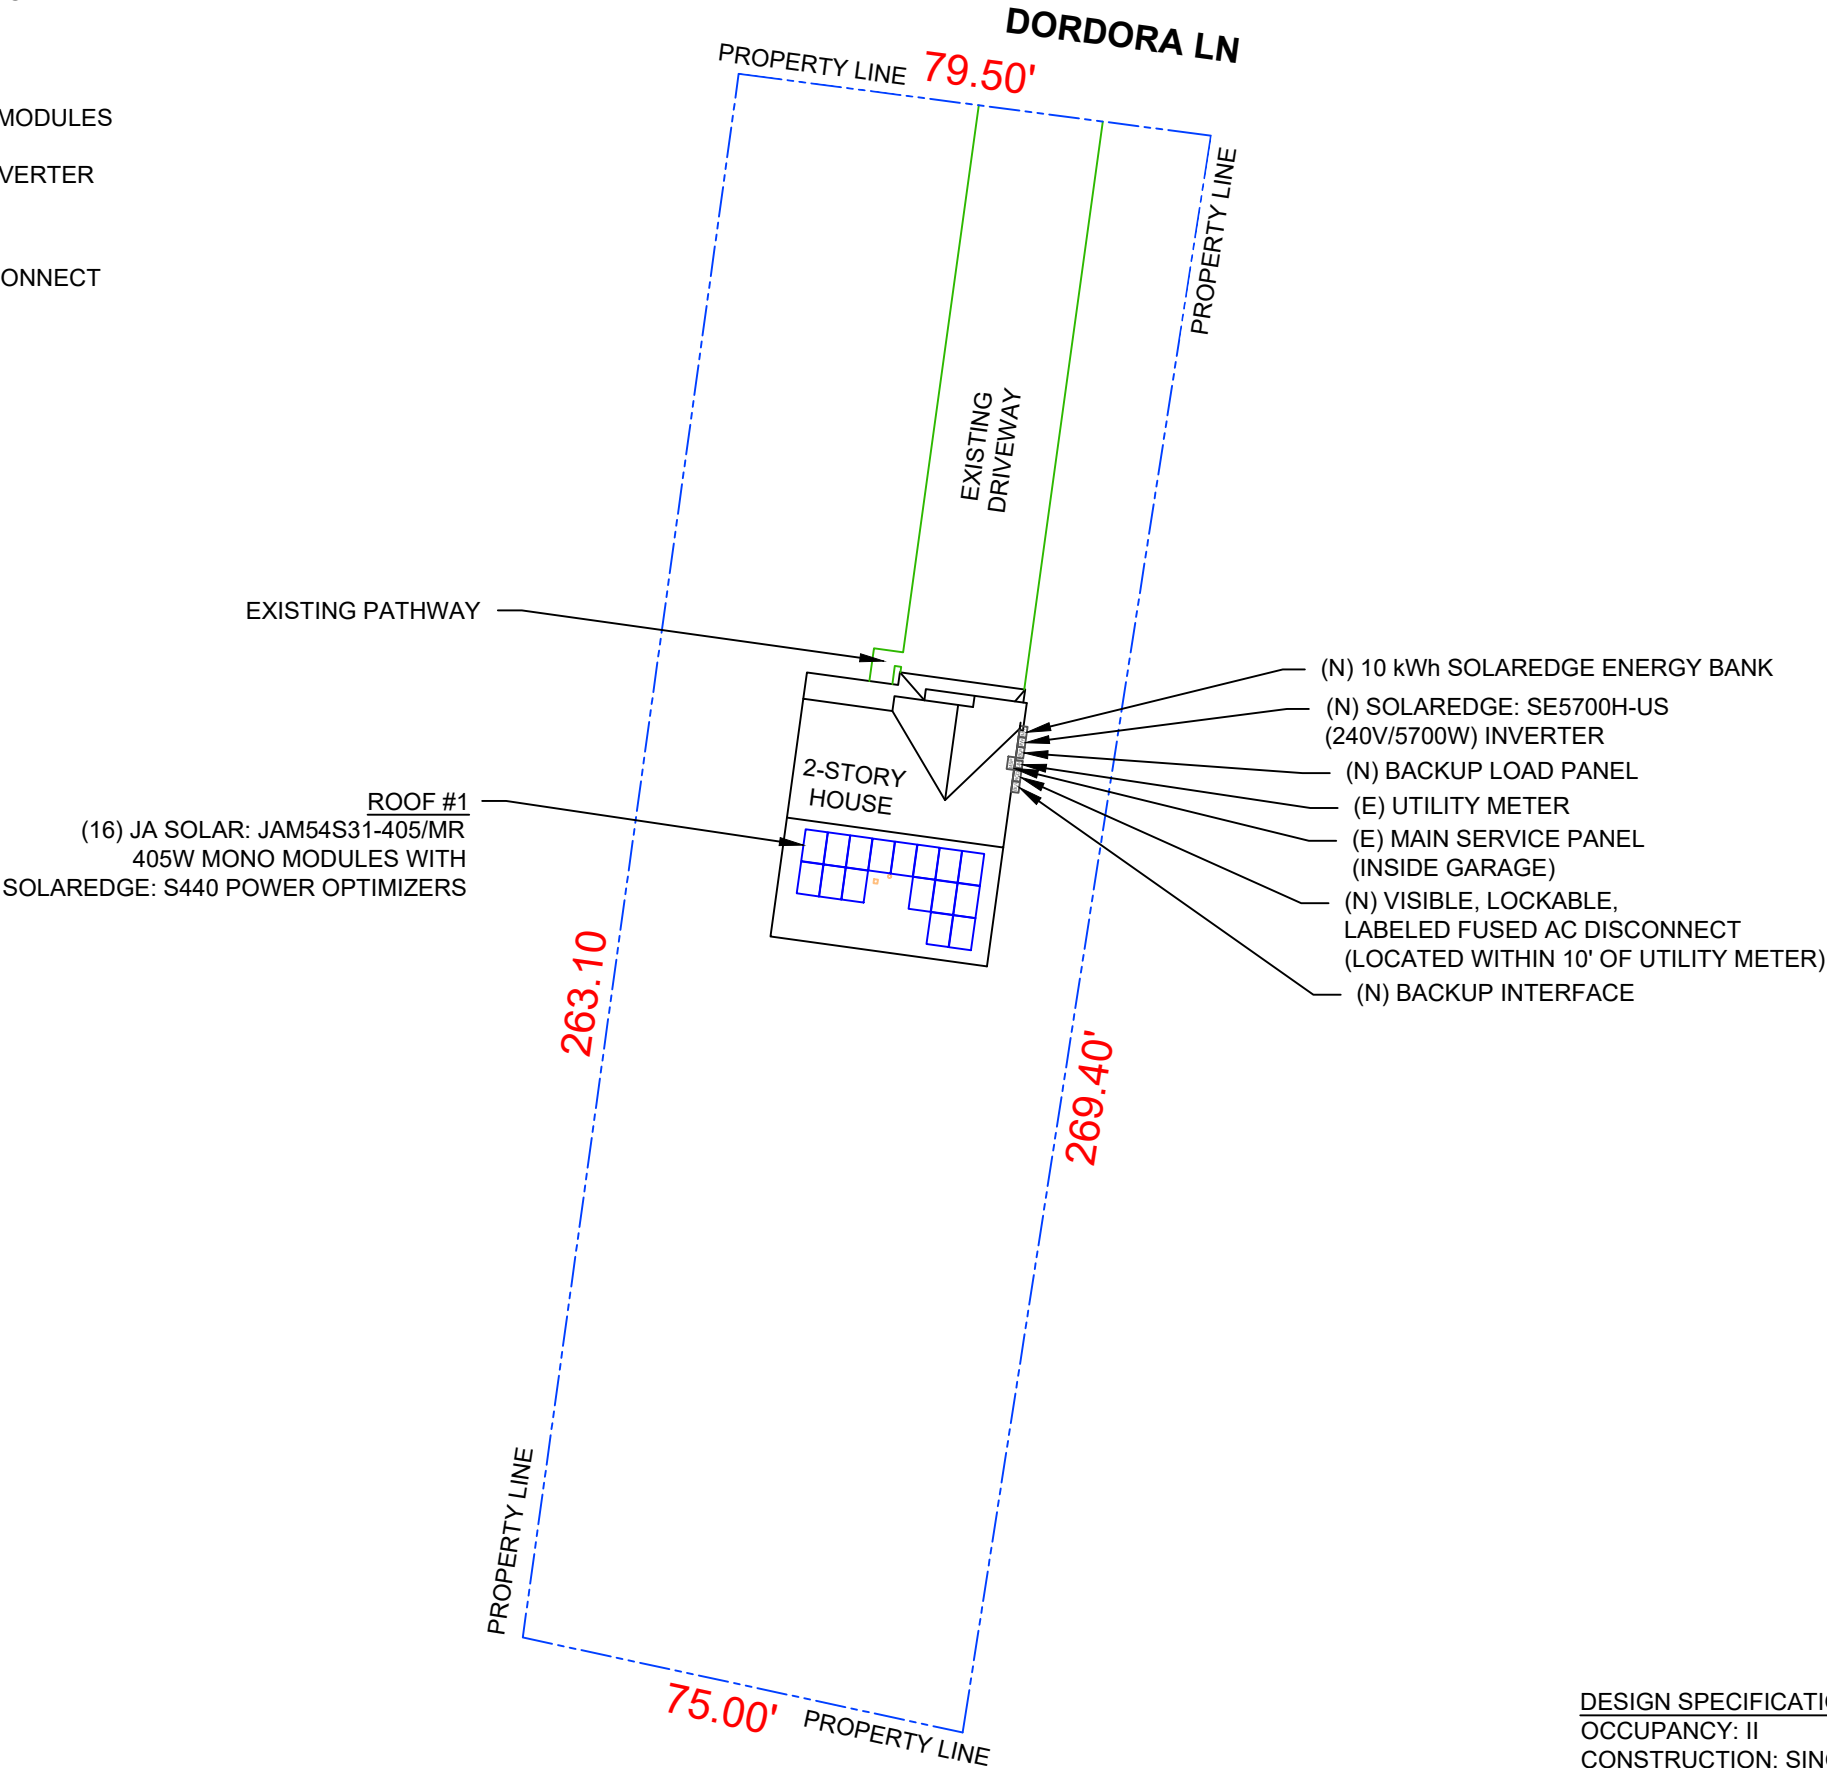 DORDORA LN
PROPERTY LINE
79.50'
MODULES
VERTER
ONNECT
PROPERTY LINE
EXISTING
DRIVEWAY
EXISTING PATHWAY
(N) 10 kWh SOLAREDGE ENERGY BANK
(N) SOLAREDGE: SE5700H-US
(240V/5700W) INVERTER
(N) BACKUP LOAD PANEL
(E) UTILITY METER
(E) MAIN SERVICE PANEL
(INSIDE GARAGE)
(N) VISIBLE, LOCKABLE,
LABELED FUSED AC DISCONNECT
(LOCATED WITHIN 10' OF UTILITY METER)
(N) BACKUP INTERFACE
2-STORY
HOUSE
ROOF #1
(16) JA SOLAR: JAM54S31-405/MR
405W MONO MODULES WITH
SOLAREDGE: S440 POWER OPTIMIZERS
263.10
269.40'
PROPERTY LINE
75.00'
PROPERTY LINE
DESIGN SPECIFICATI
OCCUPANCY: II
CONSTRUCTION: SING